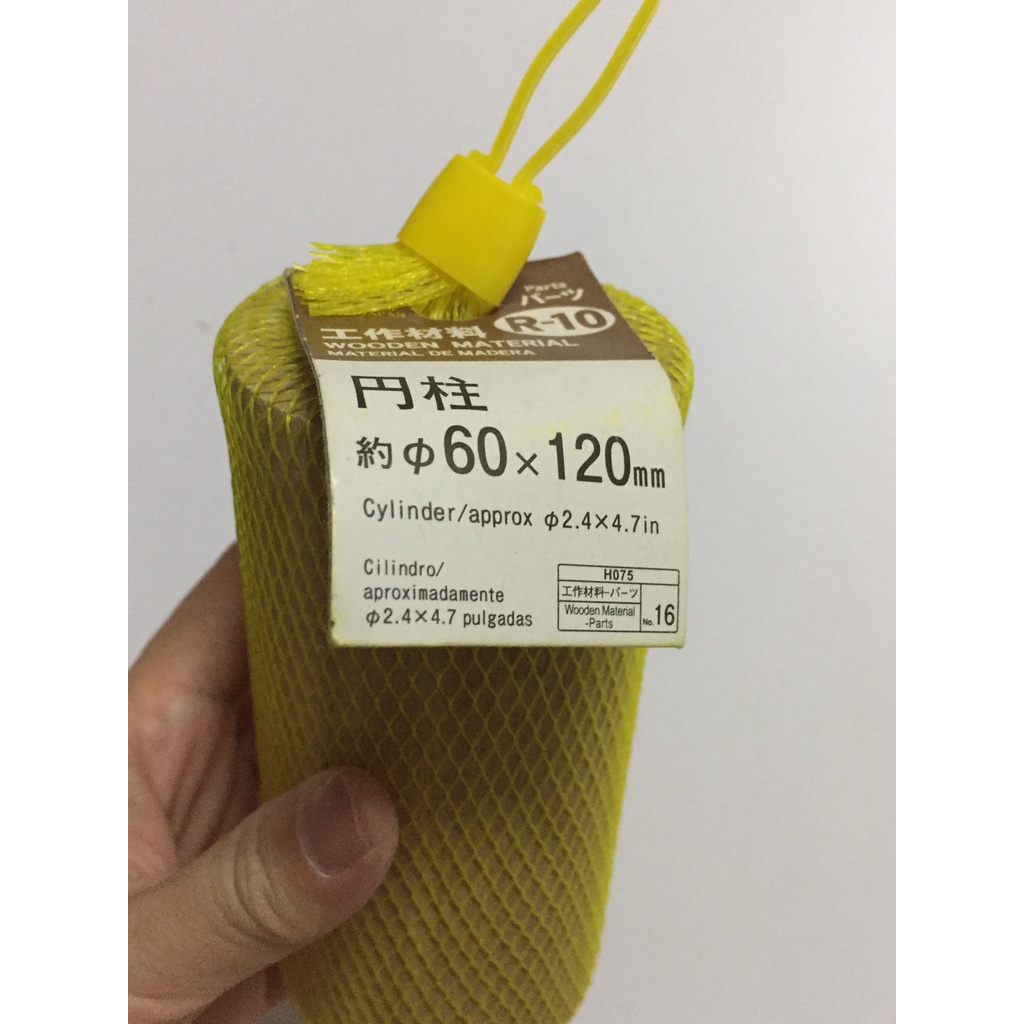 Parts
パーツ
工作材料 R-10
WOODEN MATERIAL
MATERIAL DE MADERA
円柱
約φ60×120mm
Cylinder/approx φ2.4×4.7in
Cilindro/
aproximadamente
φ2.4×4.7 pulgadas
H075
工作材料-パーツ
Wooden Material
-Parts
No.16